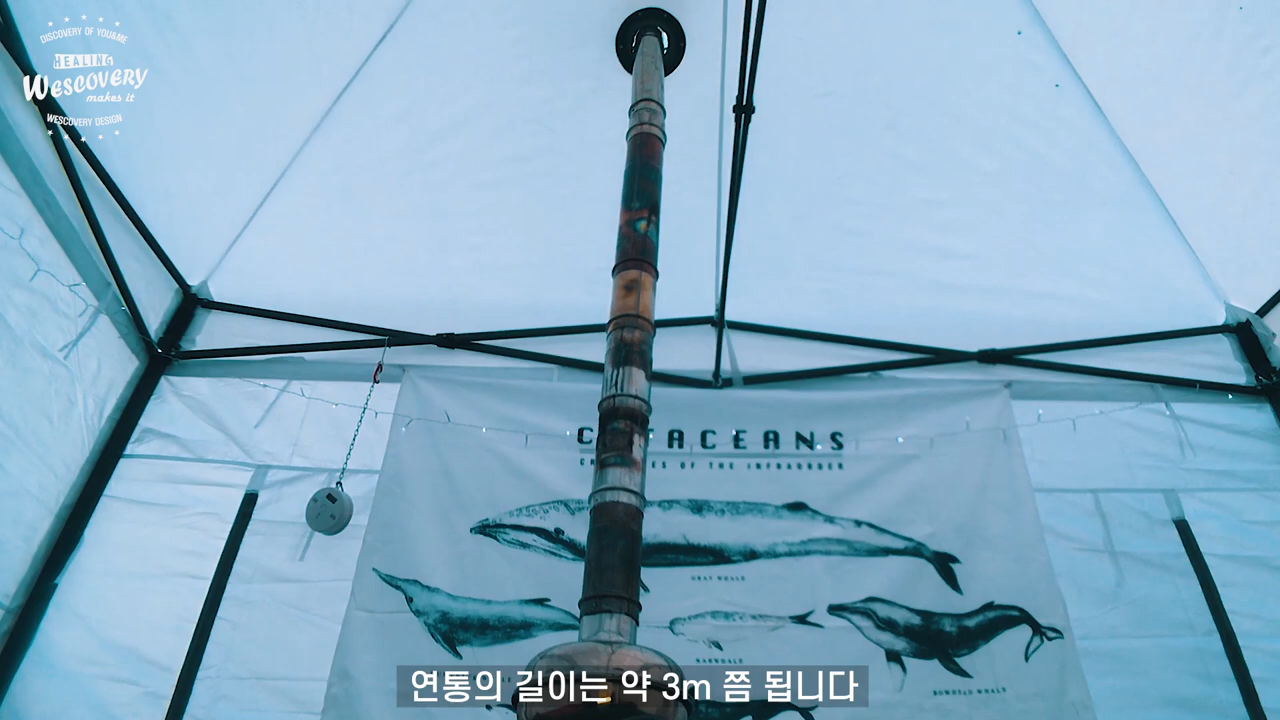 DISCOVERY OF YOU&ME
HEALING
Wescovery
makes it
WESCOVERY DESIGN
GRAY WHALE
NARWHALE
BOWHEAD WHALE
연통의 길이는 약 3m 쯤 됩니다